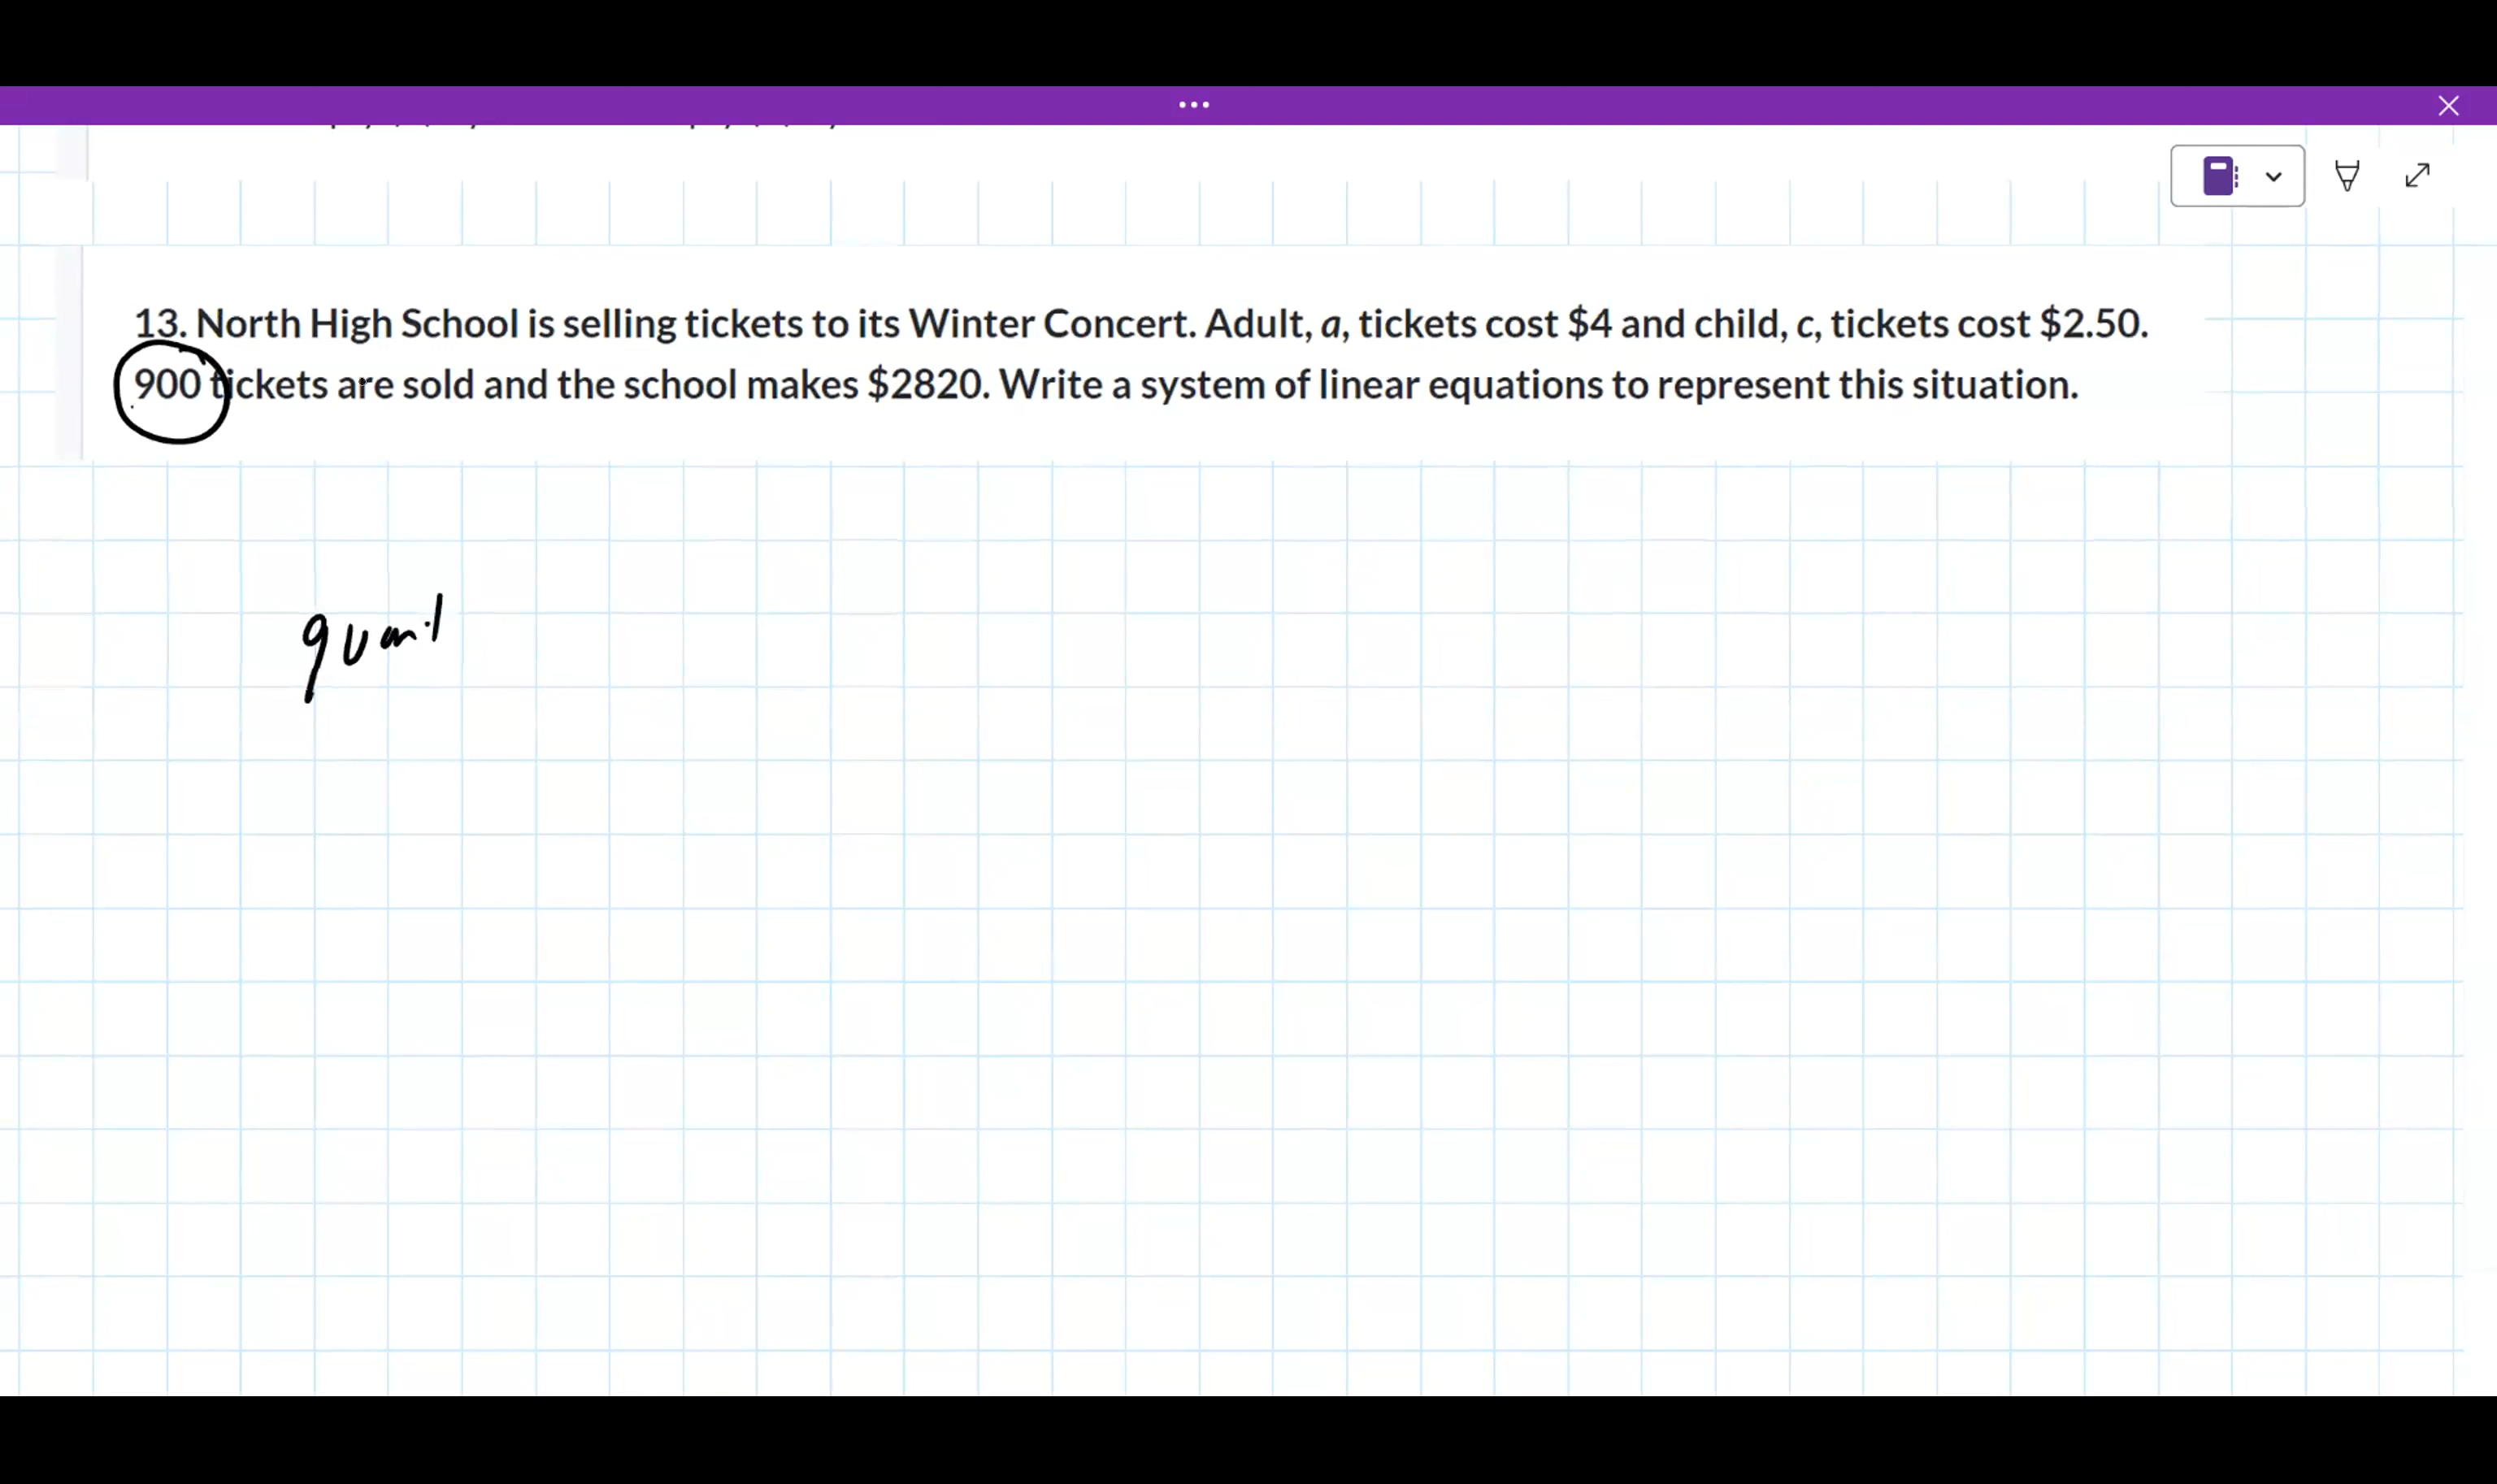 13. North High School is selling tickets to its Winter Concert. Adult, a, tickets cost $4 and child, c, tickets cost $2.50.
900 tickets are sold and the school makes $2820. Write a system of linear equations to represent this situation.